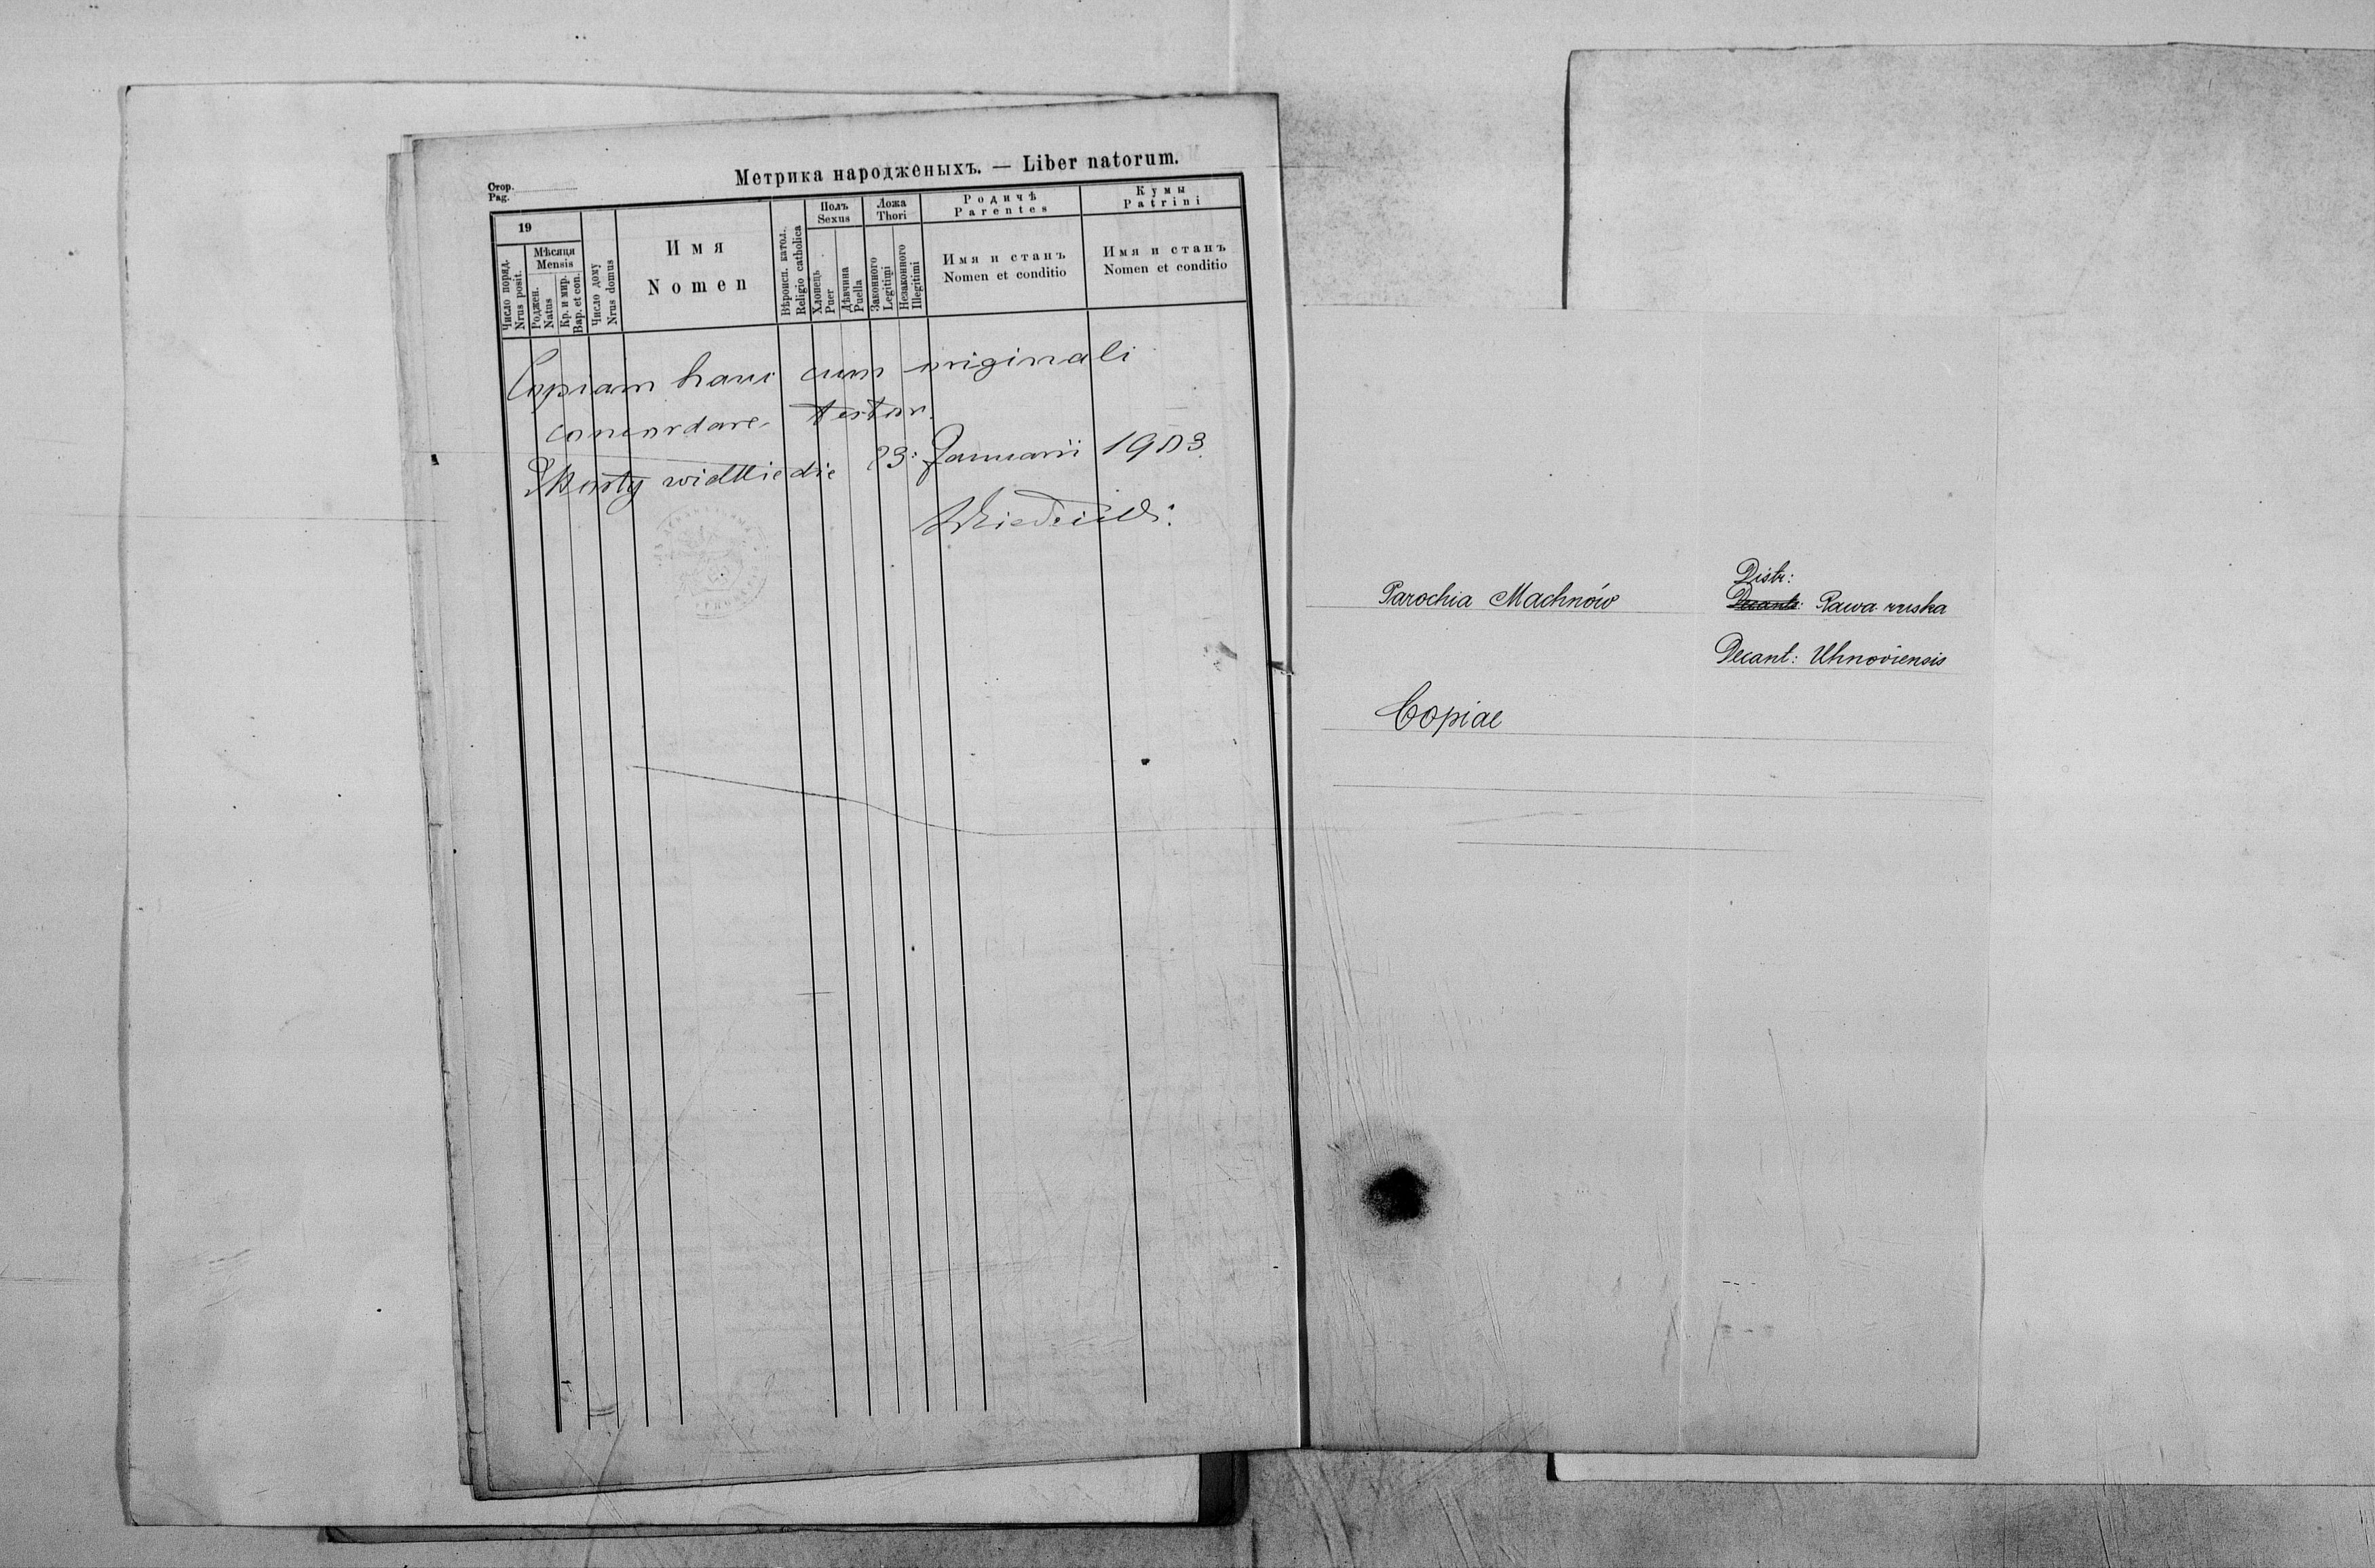 Метрика народженыхъ. — Liber natorum.
Стор.
Pag.
19
Число поряд.
Nrus posit.
Мѣсяця
Mensis
Роджен.
Natus
Кр. и мир.
Bap. et con.
Число дому
Nrus domus
Имя
Nomen
Вѣроисп. катол.
Religio catholica
Полъ
Sexus
Хлопець
Puer
Дѣвчина
Puella
Ложа
Thori
Законного
Legitimi
Незаконного
Illegitimi
Родичѣ
Parentes
Имя и станъ
Nomen et conditio
Кумы
Patrini
Имя и станъ
Nomen et conditio
Copiam hanc cum originali
concordare testor.
die 23: Januarii 1903
Parochia Machnów
Distr:
Decant: Rawa ruska
Decant: Uhnoviensis
Copiae